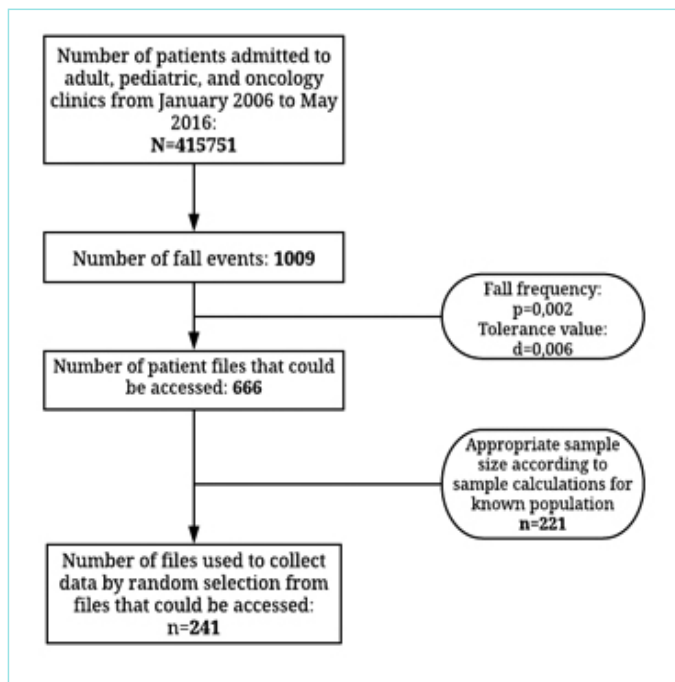 Number of patients admitted to
adult, pediatric, and oncology
clinics from January 2006 to May
2016:
N=415751
Number of fall events: 1009
Fall frequency:
p=0,002
Tolerance value:
d=0,006
Number of patient files that could
be accessed: 666
Appropriate sample
size according to
sample calculations for
known population
n=221
Number of files used to collect
data by random selection from
files that could be accessed:
n=241